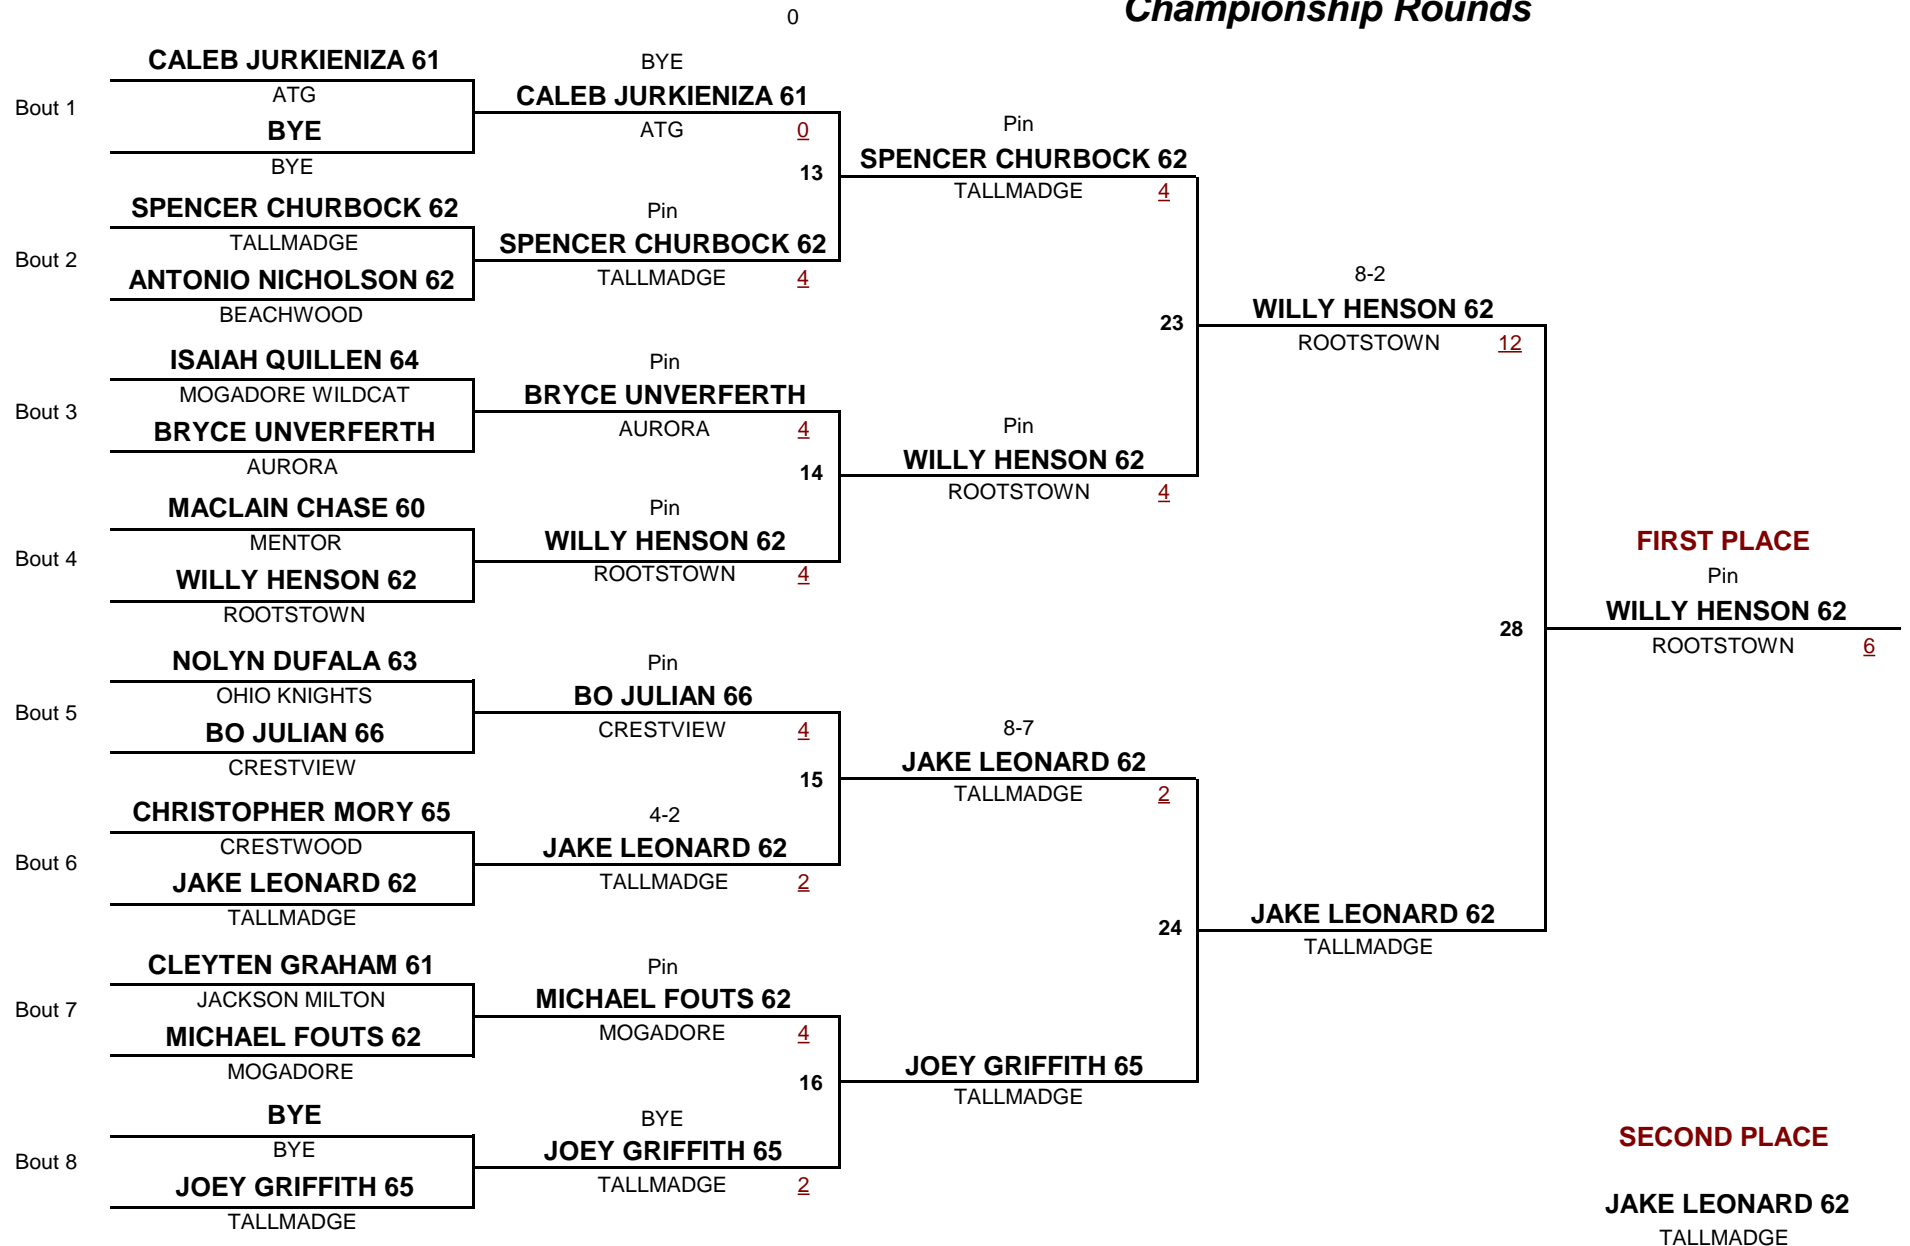 0
Championship Rounds
CALEB JURKIENIZA 61
ATG
Bout 1
BYE
BYE
SPENCER CHURBOCK 62
TALLMADGE
Bout 2
ANTONIO NICHOLSON 62
BEACHWOOD
ISAIAH QUILLEN 64
MOGADORE WILDCAT
Bout 3
BRYCE UNVERFERTH
AURORA
MACLAIN CHASE 60
MENTOR
Bout 4
WILLY HENSON 62
ROOTSTOWN
NOLYN DUFALA 63
OHIO KNIGHTS
Bout 5
BO JULIAN 66
CRESTVIEW
CHRISTOPHER MORY 65
CRESTWOOD
Bout 6
JAKE LEONARD 62
TALLMADGE
CLEYTEN GRAHAM 61
JACKSON MILTON
Bout 7
MICHAEL FOUTS 62
MOGADORE
BYE
BYE
Bout 8
JOEY GRIFFITH 65
TALLMADGE
BYE
CALEB JURKIENIZA 61
ATG 0
13
Pin
SPENCER CHURBOCK 62
TALLMADGE 4
Pin
BRYCE UNVERFERTH
AURORA 4
14
Pin
WILLY HENSON 62
ROOTSTOWN 4
Pin
BO JULIAN 66
CRESTVIEW 4
15
4-2
JAKE LEONARD 62
TALLMADGE 2
Pin
MICHAEL FOUTS 62
MOGADORE 4
16
BYE
JOEY GRIFFITH 65
TALLMADGE 2
Pin
SPENCER CHURBOCK 62
TALLMADGE 4
23
Pin
WILLY HENSON 62
ROOTSTOWN 4
8-7
JAKE LEONARD 62
TALLMADGE 2
24
JOEY GRIFFITH 65
TALLMADGE
8-2
WILLY HENSON 62
ROOTSTOWN 12
28
JAKE LEONARD 62
TALLMADGE
FIRST PLACE
Pin
WILLY HENSON 62
ROOTSTOWN 6
SECOND PLACE
JAKE LEONARD 62
TALLMADGE